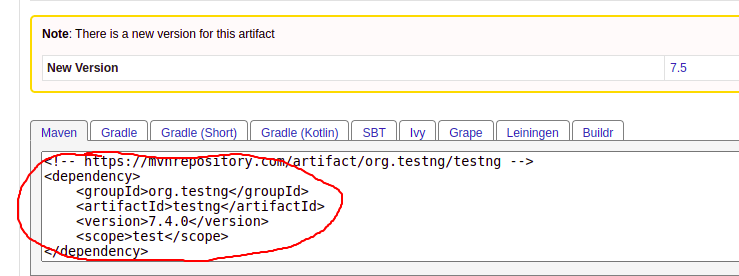 Note: There is a new version for this artifact
New Version 7.5
Maven Gradle Gradle (Short) Gradle (Kotlin) SBT Ivy Grape Leiningen Buildr
<!-- https://mvnrepository.com/artifact/org.testng/testng -->
<dependency>
    <groupId>org.testng</groupId>
    <artifactId>testng</artifactId>
    <version>7.4.0</version>
    <scope>test</scope>
</dependency>